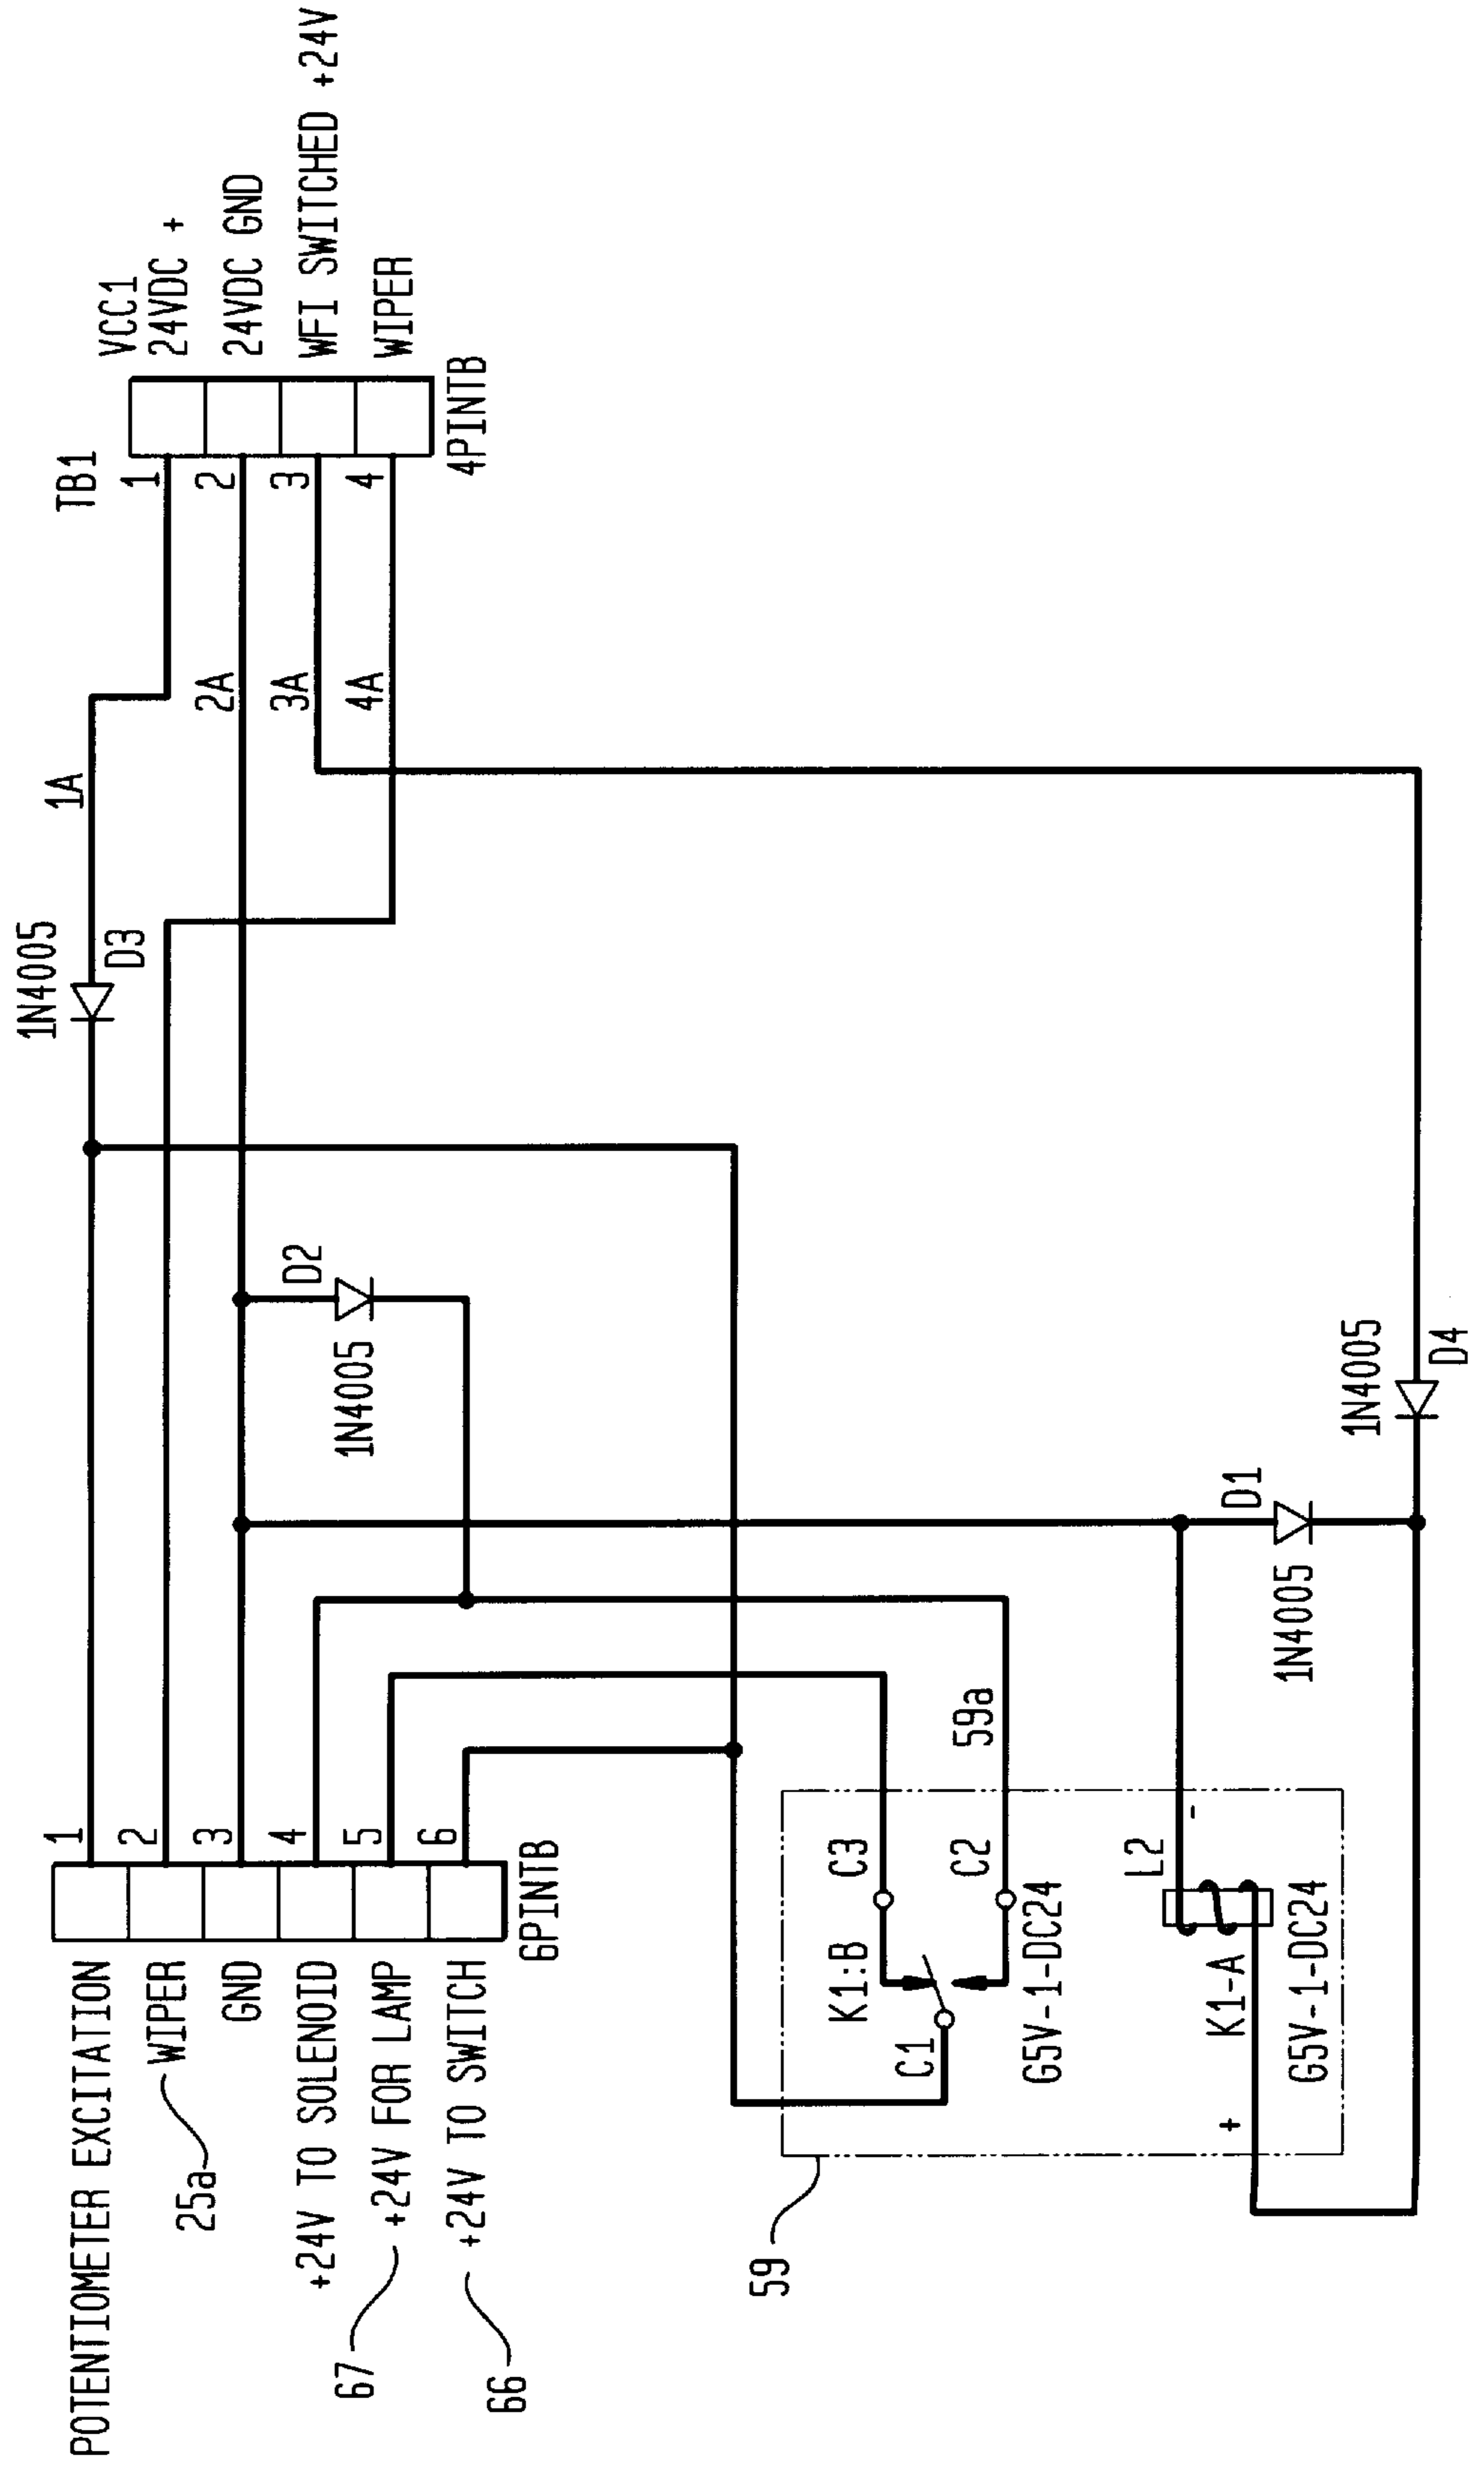 POTENTIOMETER EXCITATION
WIPER
GND
+24V TO SOLENOID
+24V FOR LAMP
+24V TO SWITCH
25a
67
66
1
2
3
4
5
6
6PINTB
1N4005
D3
1A
TB1
VCC1
24VDC +
24VDC GND
WFI SWITCHED +24V
WIPER
1
2
3
4
4PINTB
2A
3A
4A
D2
1N4005
59
C1
K1:B
C3
C2
59a
G5V-1-DC24
+
K1-A
L2
-
G5V-1-DC24
D1
1N4005
1N4005
D4